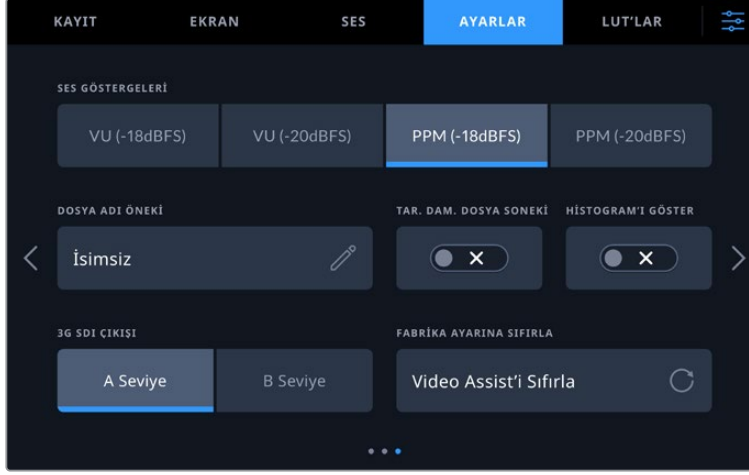 KAYIT EKRAN SES AYARLAR LUT'LAR
SES GÖSTERGELERİ
VU (-18dBFS) VU (-20dBFS) PPM (-18dBFS) PPM (-20dBFS)
DOSYA ADI ÖNEKİ TAR. DAM. DOSYA SONEKİ HİSTOGRAM'I GÖSTER
İsimsiz
3G SDI ÇIKIŞI FABRİKA AYARINA SIFIRLA
A Seviye B Seviye Video Assist'i Sıfırla